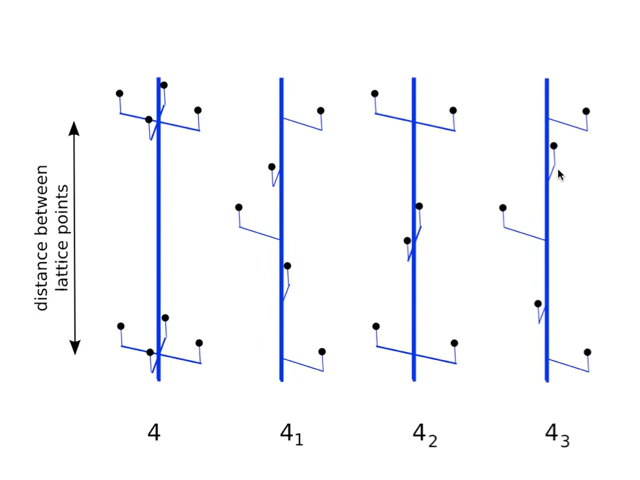 distance between
lattice points
4
4₁
4₂
4₃